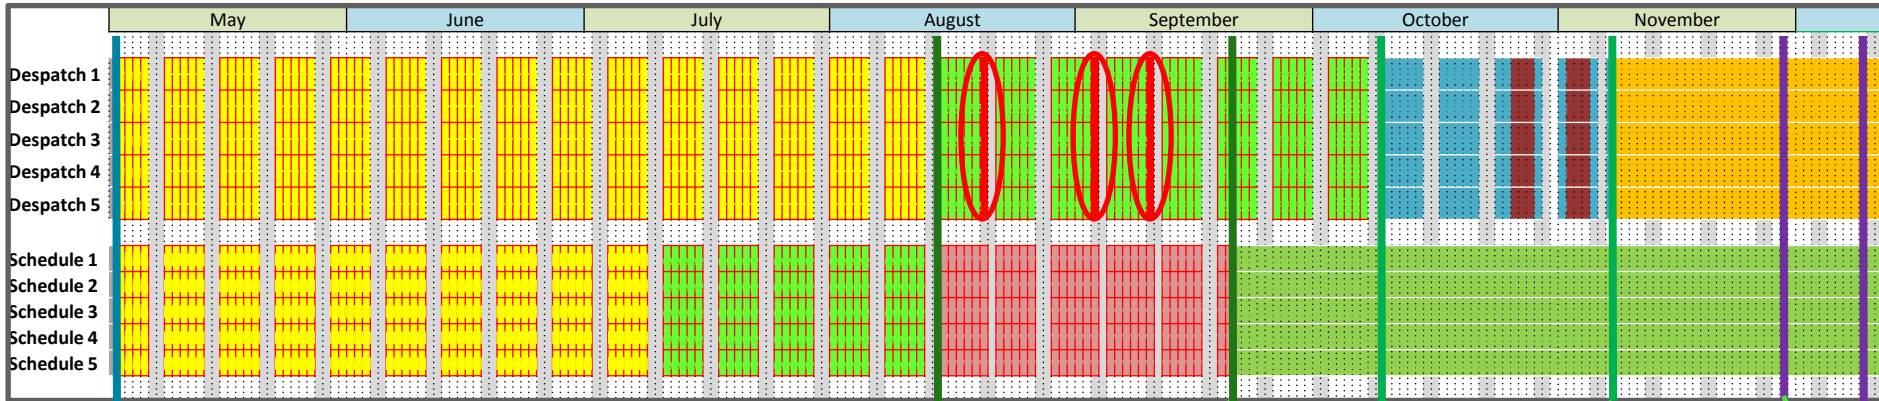 May June July August September October November
Despatch 1
Despatch 2
Despatch 3
Despatch 4
Despatch 5
Schedule 1
Schedule 2
Schedule 3
Schedule 4
Schedule 5